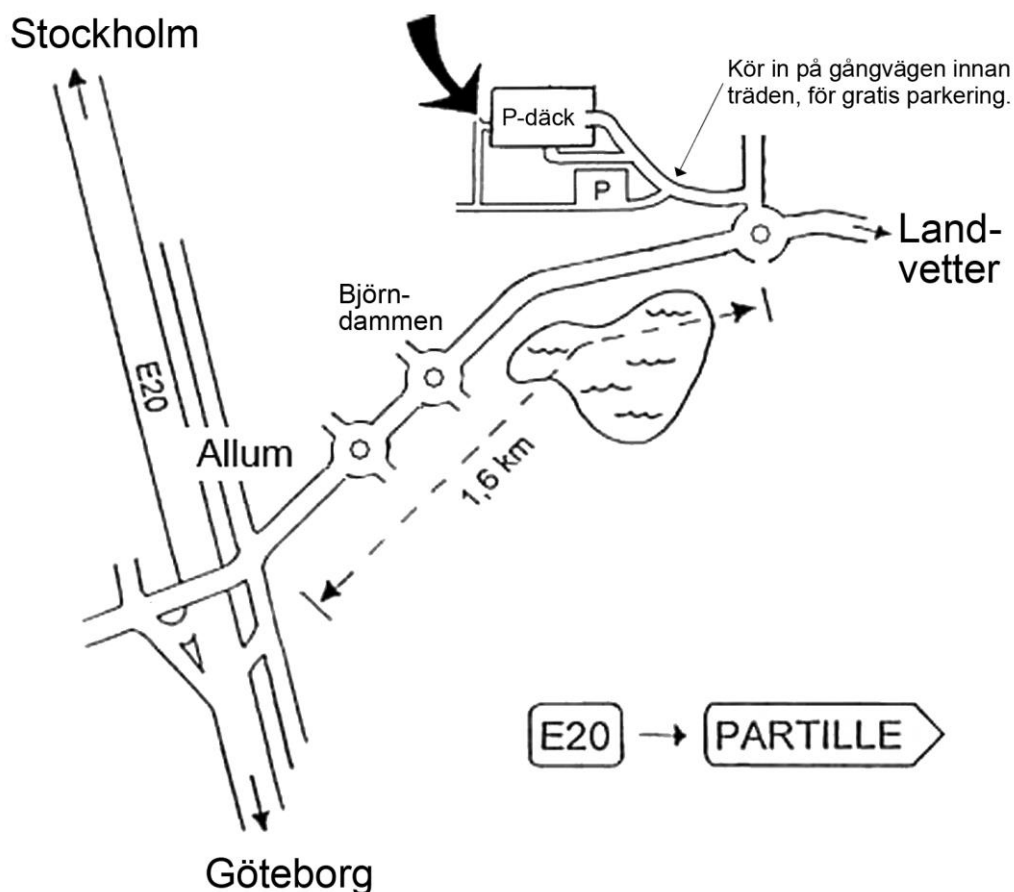 Stockholm
Kör in på gångvägen innan
träden, för gratis parkering.
P-däck
P
Land-
vetter
Björn-
dammen
E20
Allum
1,6 km
E20
PARTILLE
Göteborg